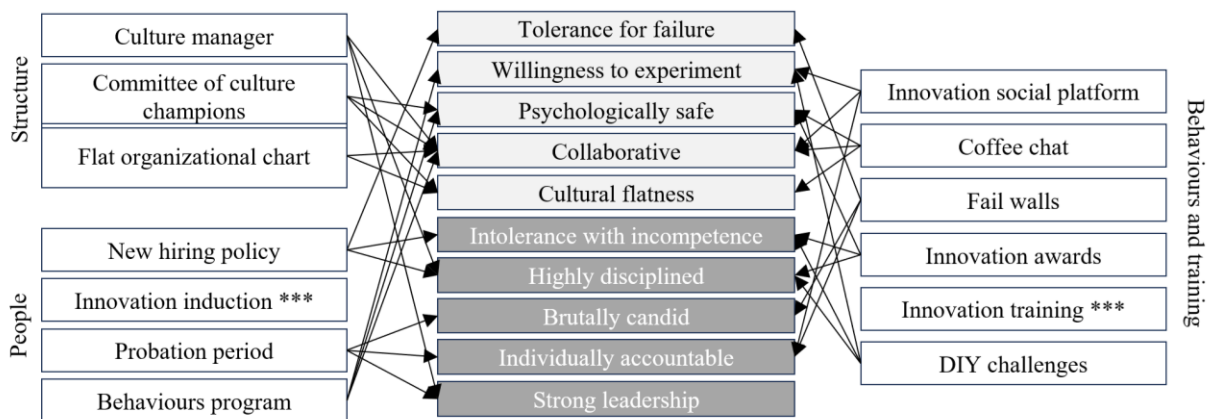 Structure
Culture manager
Committee of culture
champions
Flat organizational chart
People
New hiring policy
Innovation induction ***
Probation period
Behaviours program
Tolerance for failure
Willingness to experiment
Psychologically safe
Collaborative
Cultural flatness
Intolerance with incompetence
Highly disciplined
Brutally candid
Individually accountable
Strong leadership
Innovation social platform
Coffee chat
Fail walls
Innovation awards
Innovation training ***
DIY challenges
Behaviours and training